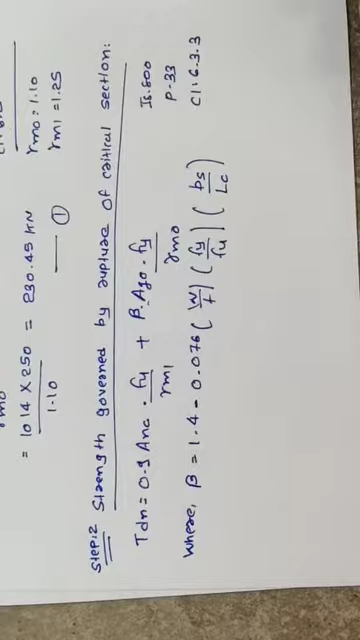 γm0 = 1.10
γm1 = 1.25
= 1014 × 250 / 1.10 = 230.45 KN —— ①
Step:2 Strength governed by rupture of critical section:
Tdn = 0.9 Anc · fu / γm1 + β·Ago·fy / γm0
Is. 800
P-33
Cl: 6.3.3
Where, β = 1.4 - 0.076 (w/t) (fy/fu) (bs/Lc)